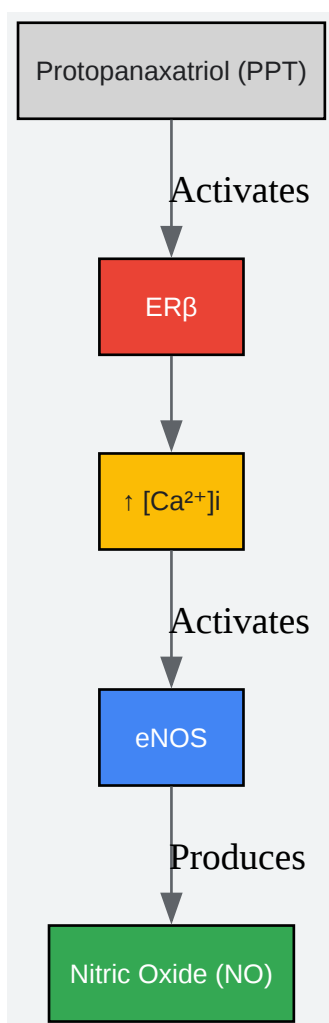 Protopanaxatriol (PPT)
Activates
ERβ
↑ [Ca²⁺]i
Activates
eNOS
Produces
Nitric Oxide (NO)